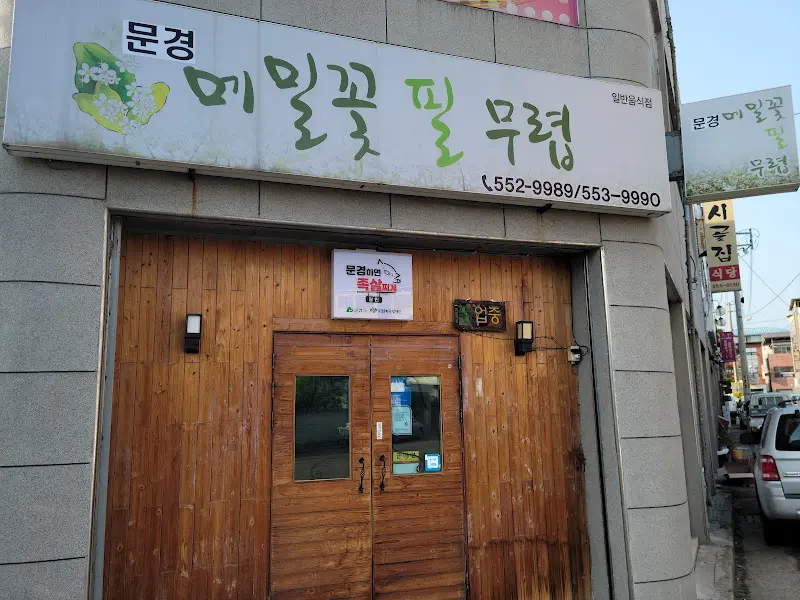 문경 메밀꽃 필 무렵
일반음식점
552-9989/553-9990
문경하면
족살찌개
업중
문경 메밀꽃
필
무렵
시골집
식당